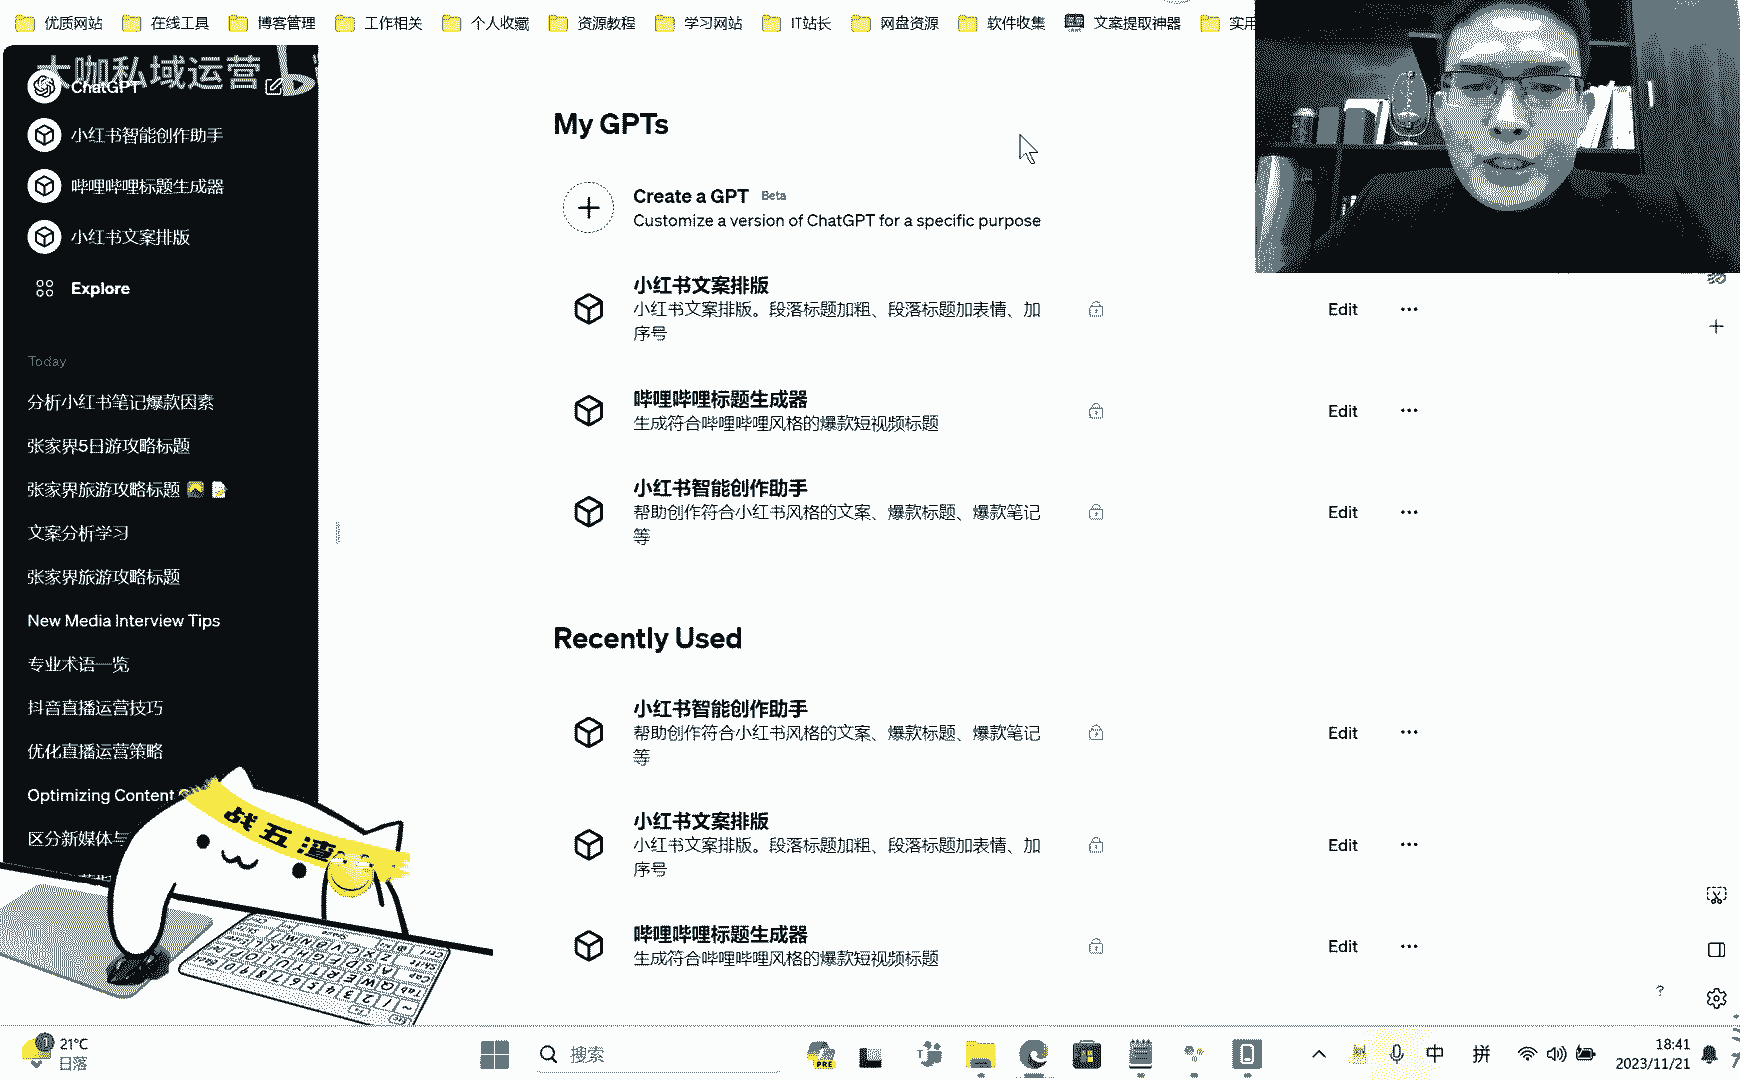 优质网站
在线工具
博客管理
工作相关
个人收藏
资源教程
学习网站
IT站长
网盘资源
软件收集
文案提取神器
实用
大咖私域运营
ChatGPT
小红书智能创作助手
哔哩哔哩标题生成器
小红书文案排版
Explore
Today
分析小红书笔记爆款因素
张家界5日游攻略标题
张家界旅游攻略标题
文案分析学习
张家界旅游攻略标题
New Media Interview Tips
专业术语一览
抖音直播运营技巧
优化直播运营策略
Optimizing Content
区分新媒体与
战五渣
My GPTs
Create a GPT Beta
Customize a version of ChatGPT for a specific purpose
小红书文案排版
小红书文案排版。段落标题加粗、段落标题加表情、加
序号
Edit
哔哩哔哩标题生成器
生成符合哔哩哔哩风格的爆款短视频标题
Edit
小红书智能创作助手
帮助创作符合小红书风格的文案、爆款标题、爆款笔记
等
Edit
Recently Used
小红书智能创作助手
帮助创作符合小红书风格的文案、爆款标题、爆款笔记
等
Edit
小红书文案排版
小红书文案排版。段落标题加粗、段落标题加表情、加
序号
Edit
哔哩哔哩标题生成器
生成符合哔哩哔哩风格的爆款短视频标题
Edit
?
21°C
日落
搜索
PRE
中
拼
18:41
2023/11/21